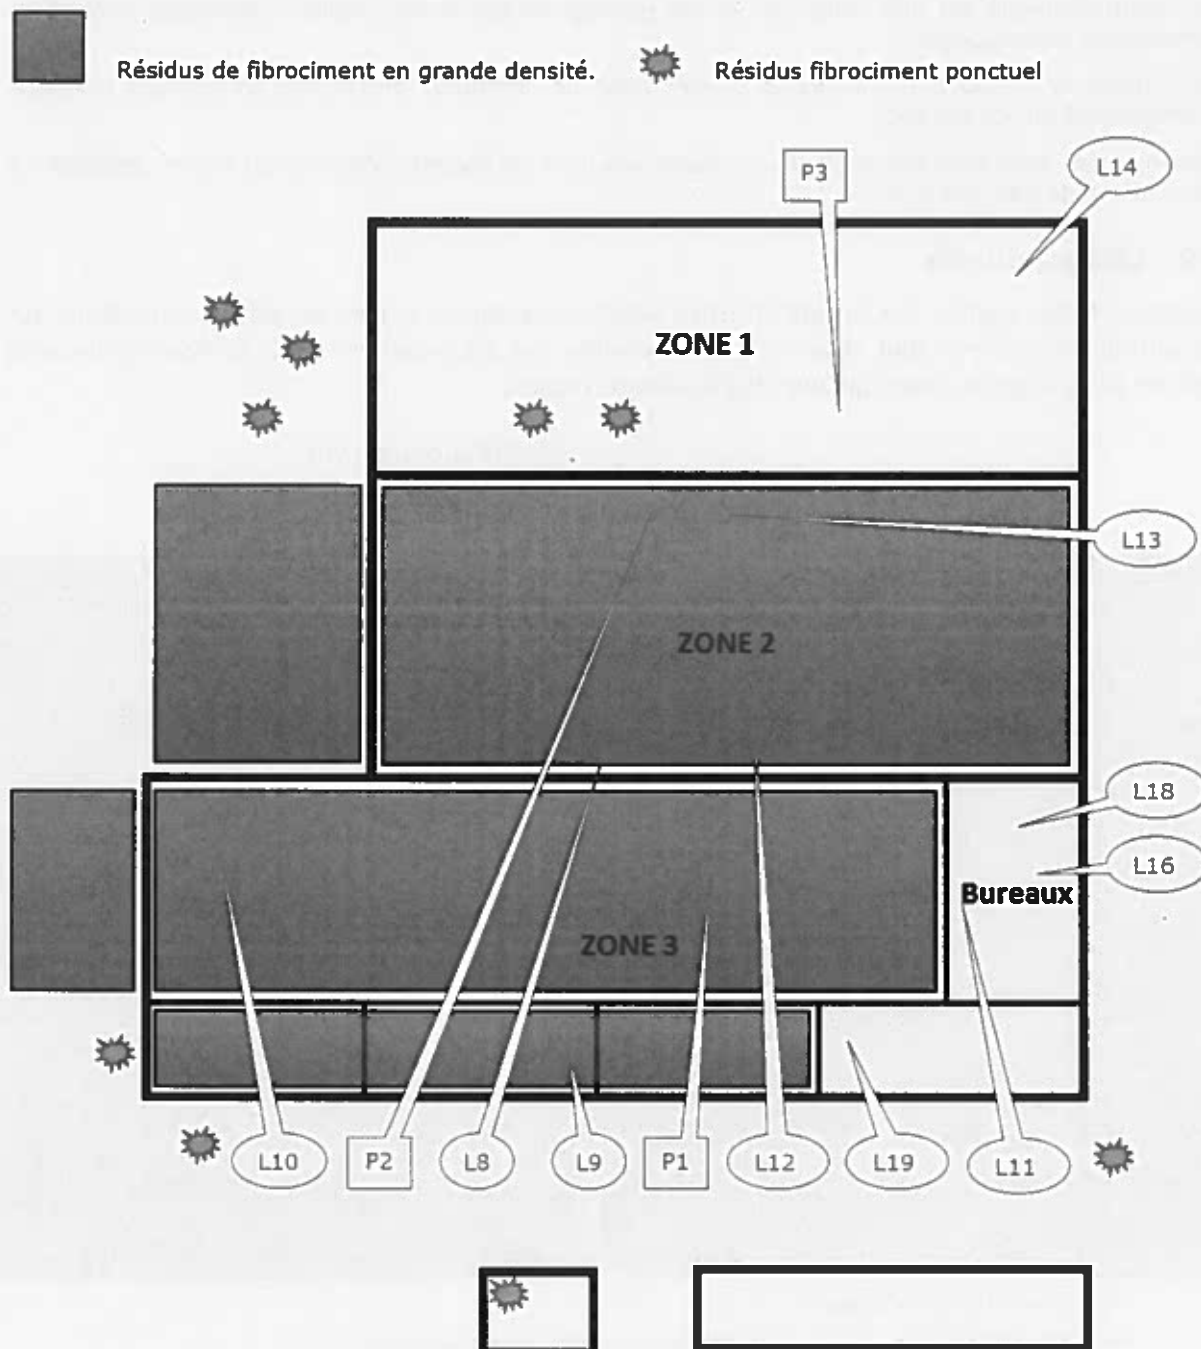 Résidus de fibrociment en grande densité.
Résidus fibrociment ponctuel
P3
L14
ZONE 1
L13
ZONE 2
L18
L16
Bureaux
ZONE 3
L10
P2
L8
L9
P1
L12
L19
L11